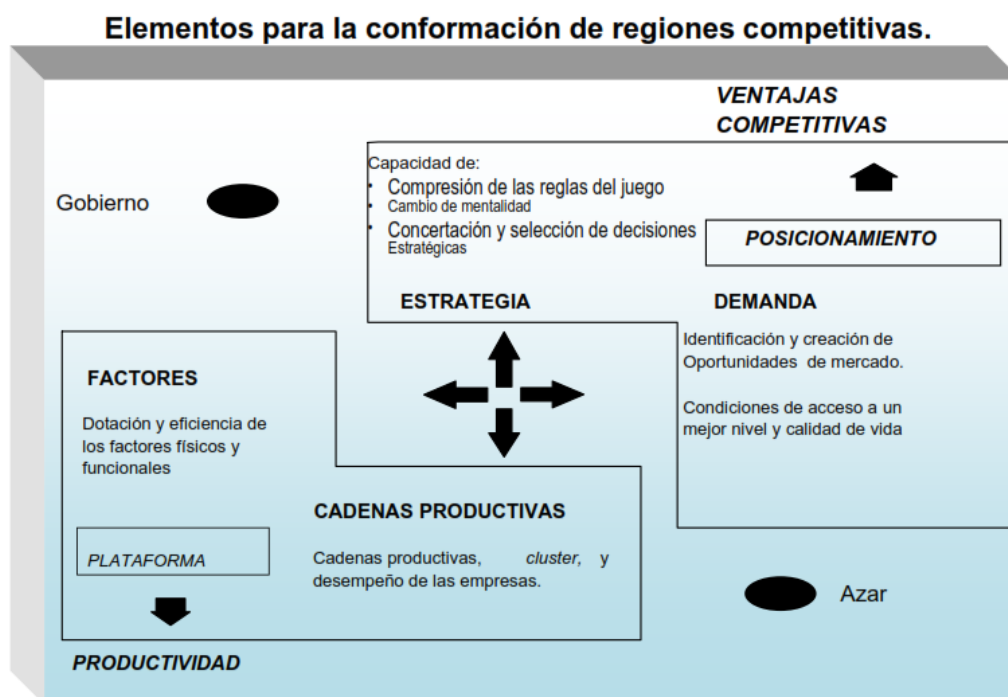 Elementos para la conformación de regiones competitivas.
VENTAJAS
COMPETITIVAS
Capacidad de:
• Compresión de las reglas del juego
• Cambio de mentalidad
• Concertación y selección de decisiones
Estratégicas
Gobierno
POSICIONAMIENTO
ESTRATEGIA
DEMANDA
Identificación y creación de
Oportunidades de mercado.
Condiciones de acceso a un
mejor nivel y calidad de vida
FACTORES
Dotación y eficiencia de
los factores físicos y
funcionales
PLATAFORMA
CADENAS PRODUCTIVAS
Cadenas productivas, cluster, y
desempeño de las empresas.
Azar
PRODUCTIVIDAD